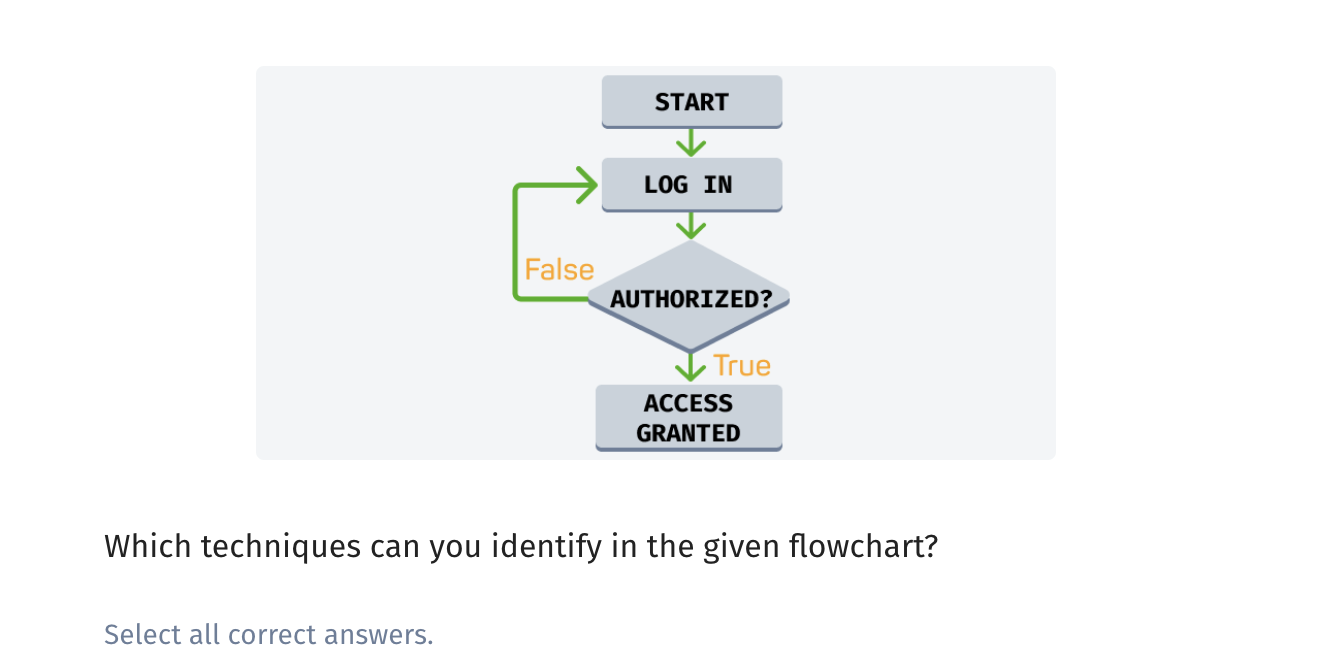 START
LOG IN
False
AUTHORIZED?
True
ACCESS
GRANTED
Which techniques can you identify in the given flowchart?
Select all correct answers.